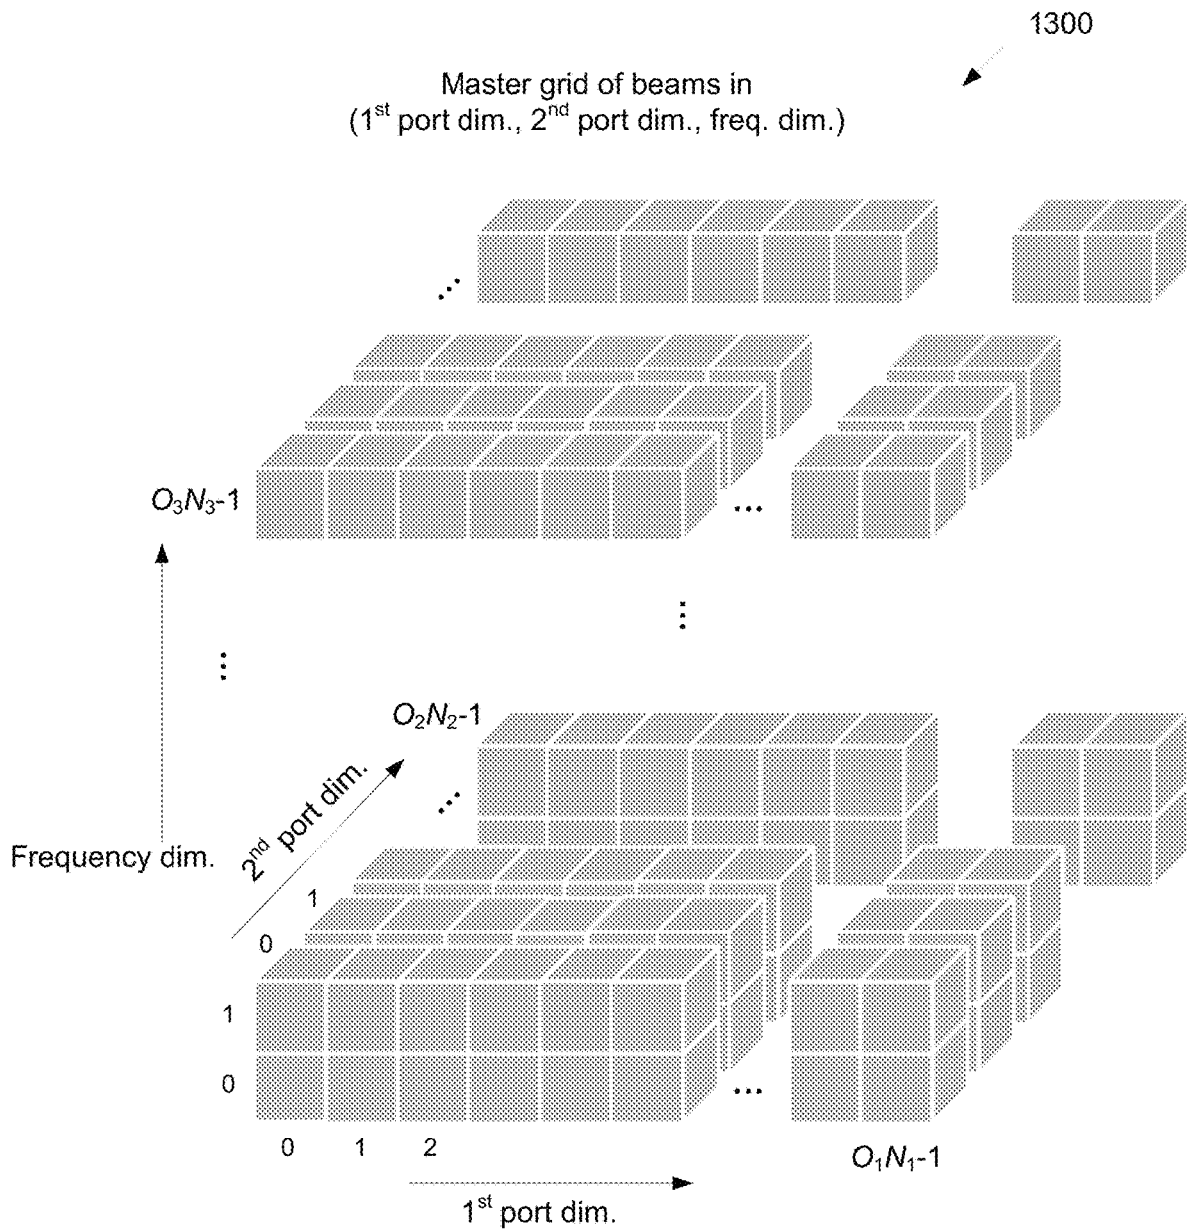 1300
Master grid of beams in
(1st port dim., 2nd port dim., freq. dim.)
...
O3N3-1
...
...
...
O2N2-1
2nd port dim.
...
Frequency dim.
1
0
1
0
...
0 1 2
O1N1-1
1st port dim.